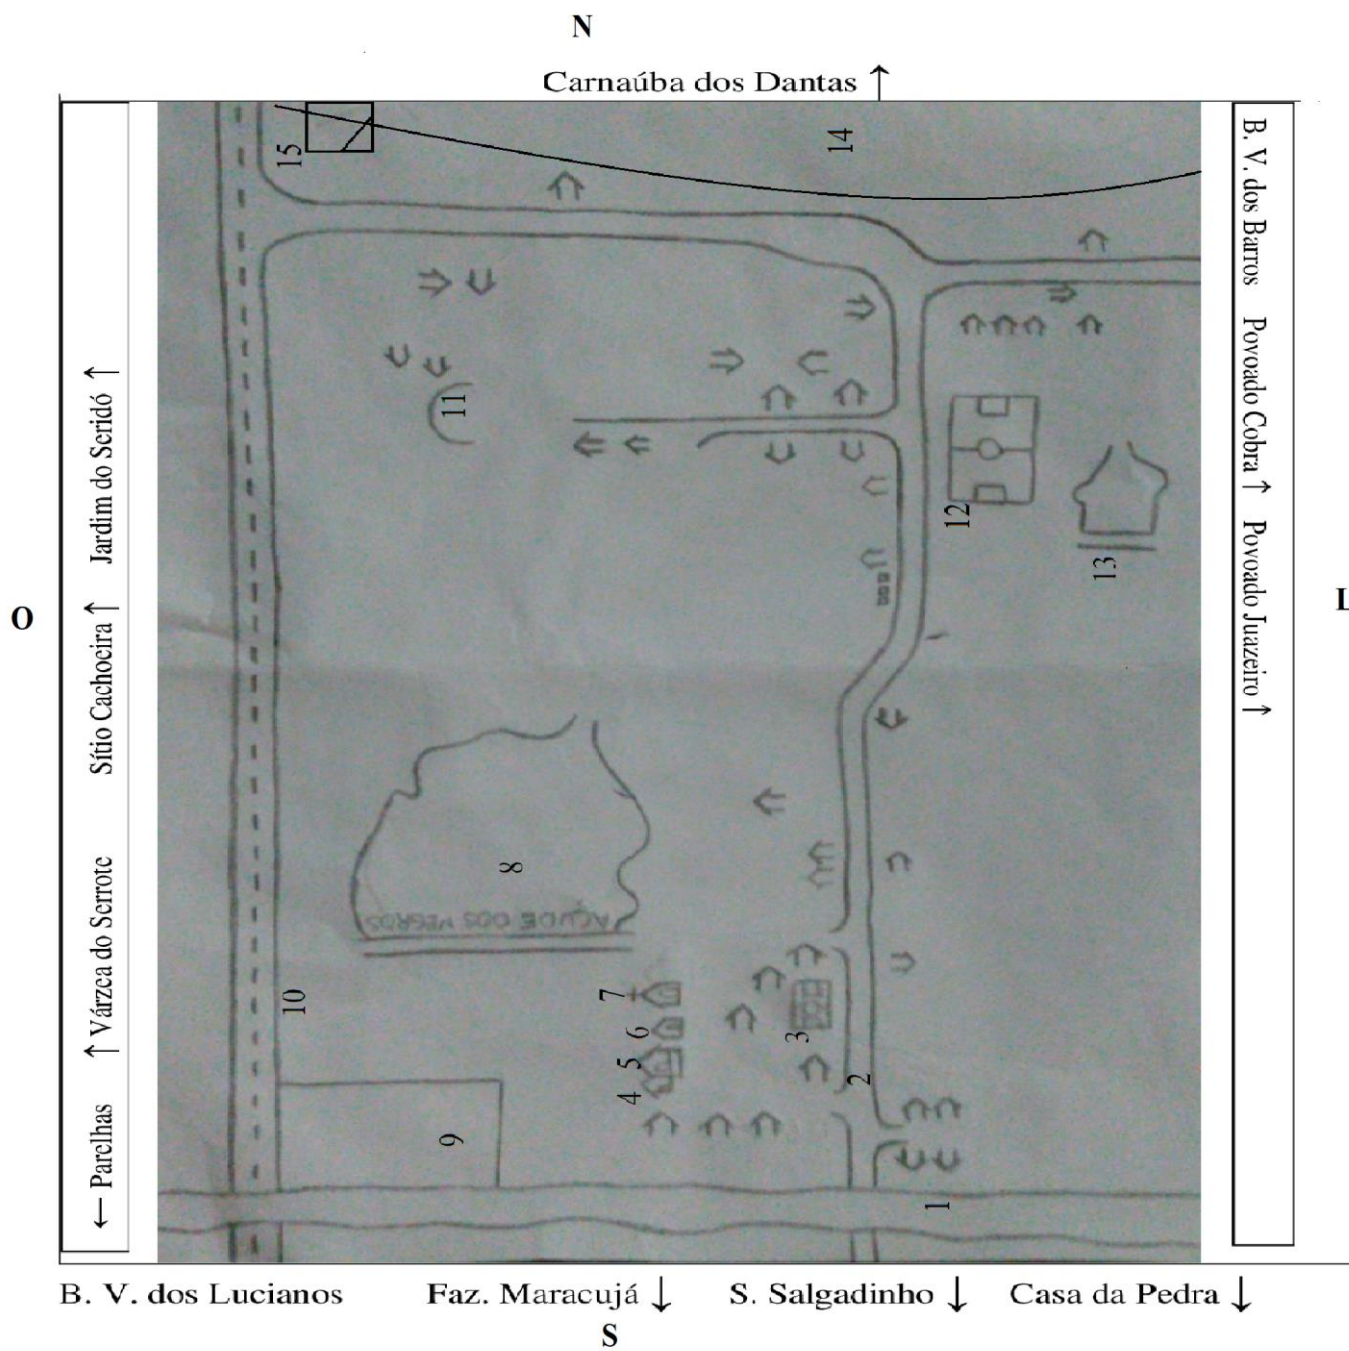 N
Carnaúba dos Dantas ↑
O
← Parelhas ↑ Várzea do Serrote Sítio Cachoeira ↑ Jardim do Seridó ↑
15
14
11
12
13
8
AÇUDE DOS NEGROS
10
7
6
5
4
3
2
9
1
B. V. dos Barros Povoado Cobra ↑ Povoado Juazeiro ↑
L
B. V. dos Lucianos Faz. Maracujá ↓ S. Salgadinho ↓ Casa da Pedra ↓
S